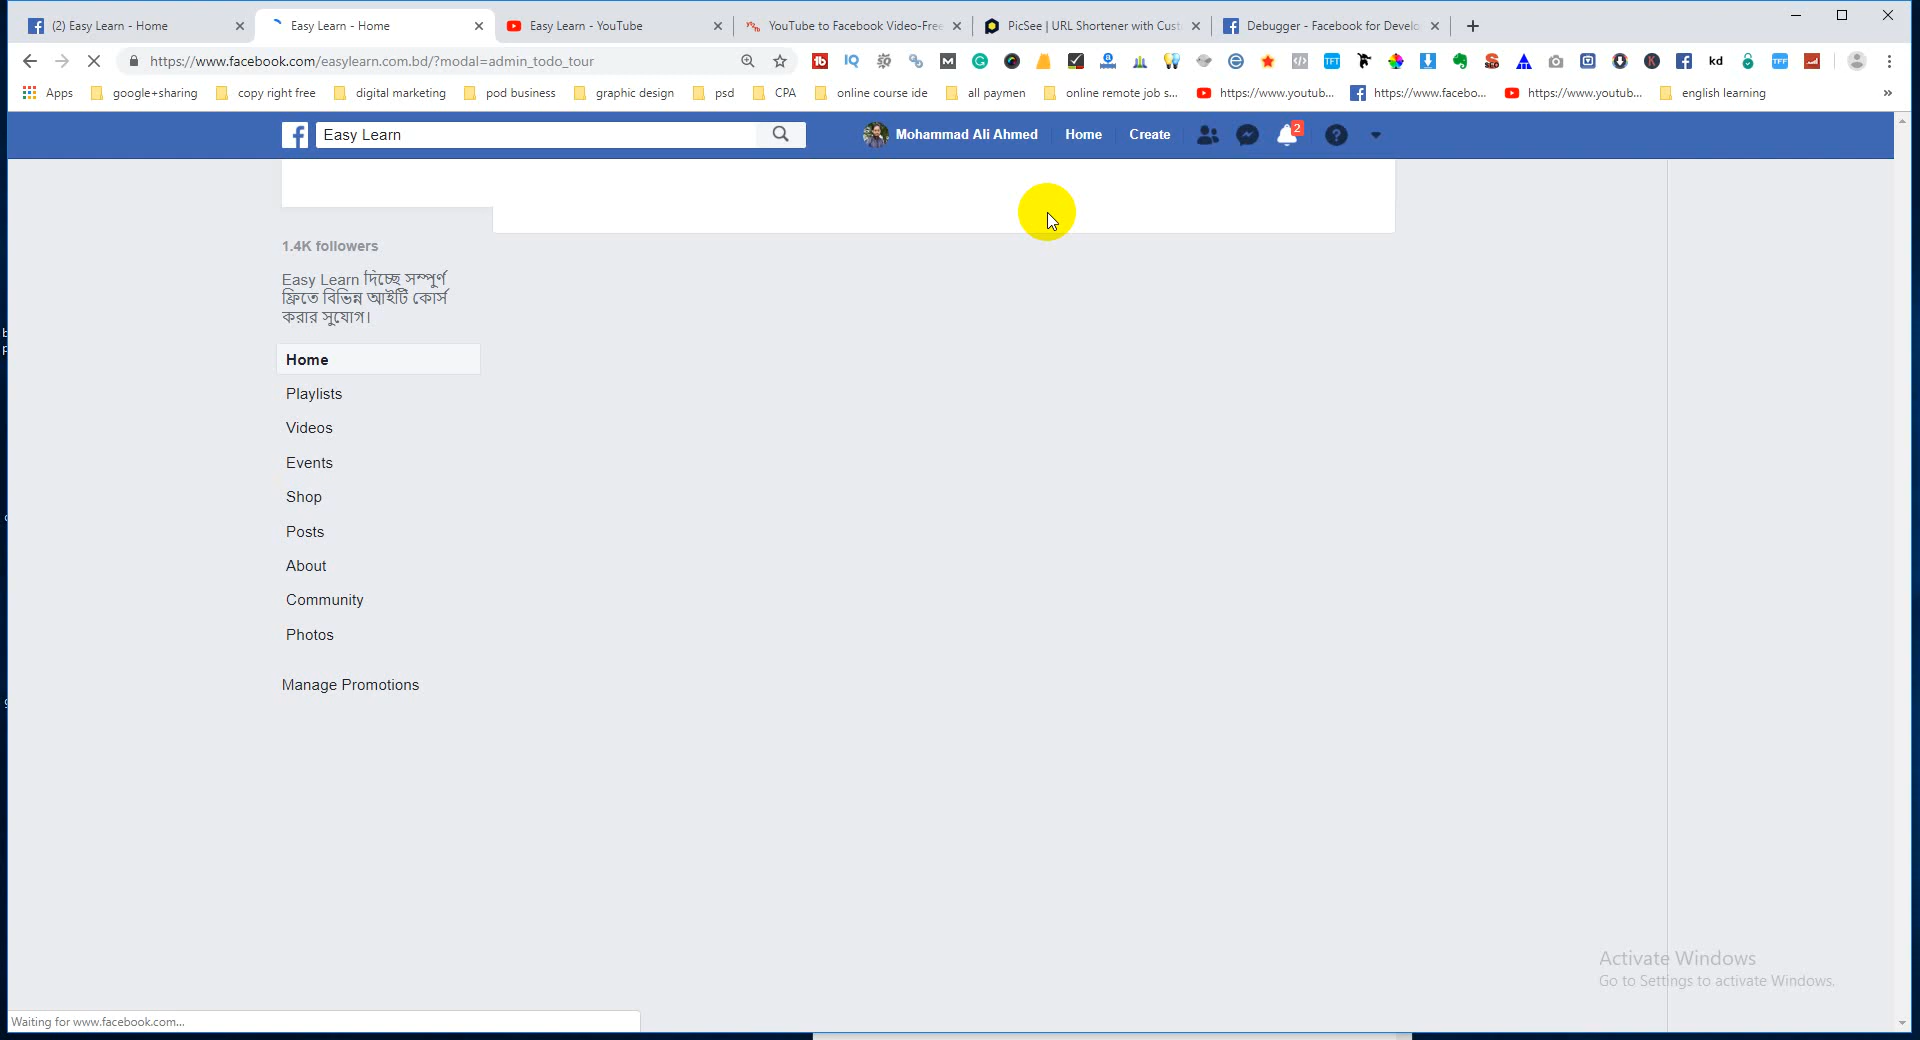 (2) Easy Learn - Home
Easy Learn - Home
Easy Learn - YouTube
YouTube to Facebook Video-Free
PicSee | URL Shortener with Cust
Debugger - Facebook for Develo
https://www.facebook.com/easylearn.com.bd/?modal=admin_todo_tour
Apps
google+sharing
copy right free
digital marketing
pod business
graphic design
psd
CPA
online course ide
all paymen
online remote job s...
https://www.youtub...
https://www.facebo...
https://www.youtub...
english learning
»
Easy Learn
Mohammad Ali Ahmed
Home
Create
2
1.4K followers
Easy Learn দিচ্ছে সম্পুর্ণ
ফ্রিতে বিভিন্ন আইটি কোর্স
করার সুযোগ।
Home
Playlists
Videos
Events
Shop
Posts
About
Community
Photos
Manage Promotions
Activate Windows
Go to Settings to activate Windows.
Waiting for www.facebook.com...